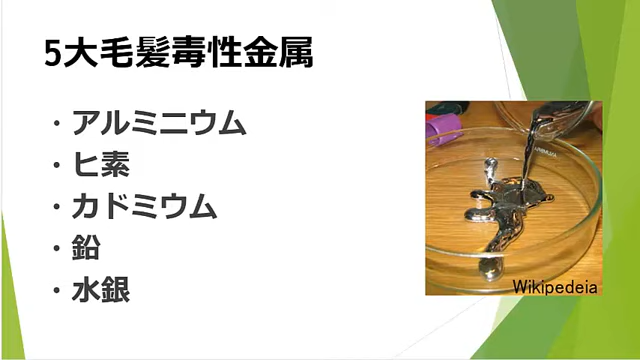 5大毛髪毒性金属
・アルミニウム
・ヒ素
・カドミウム
・鉛
・水銀
Wikipedeia